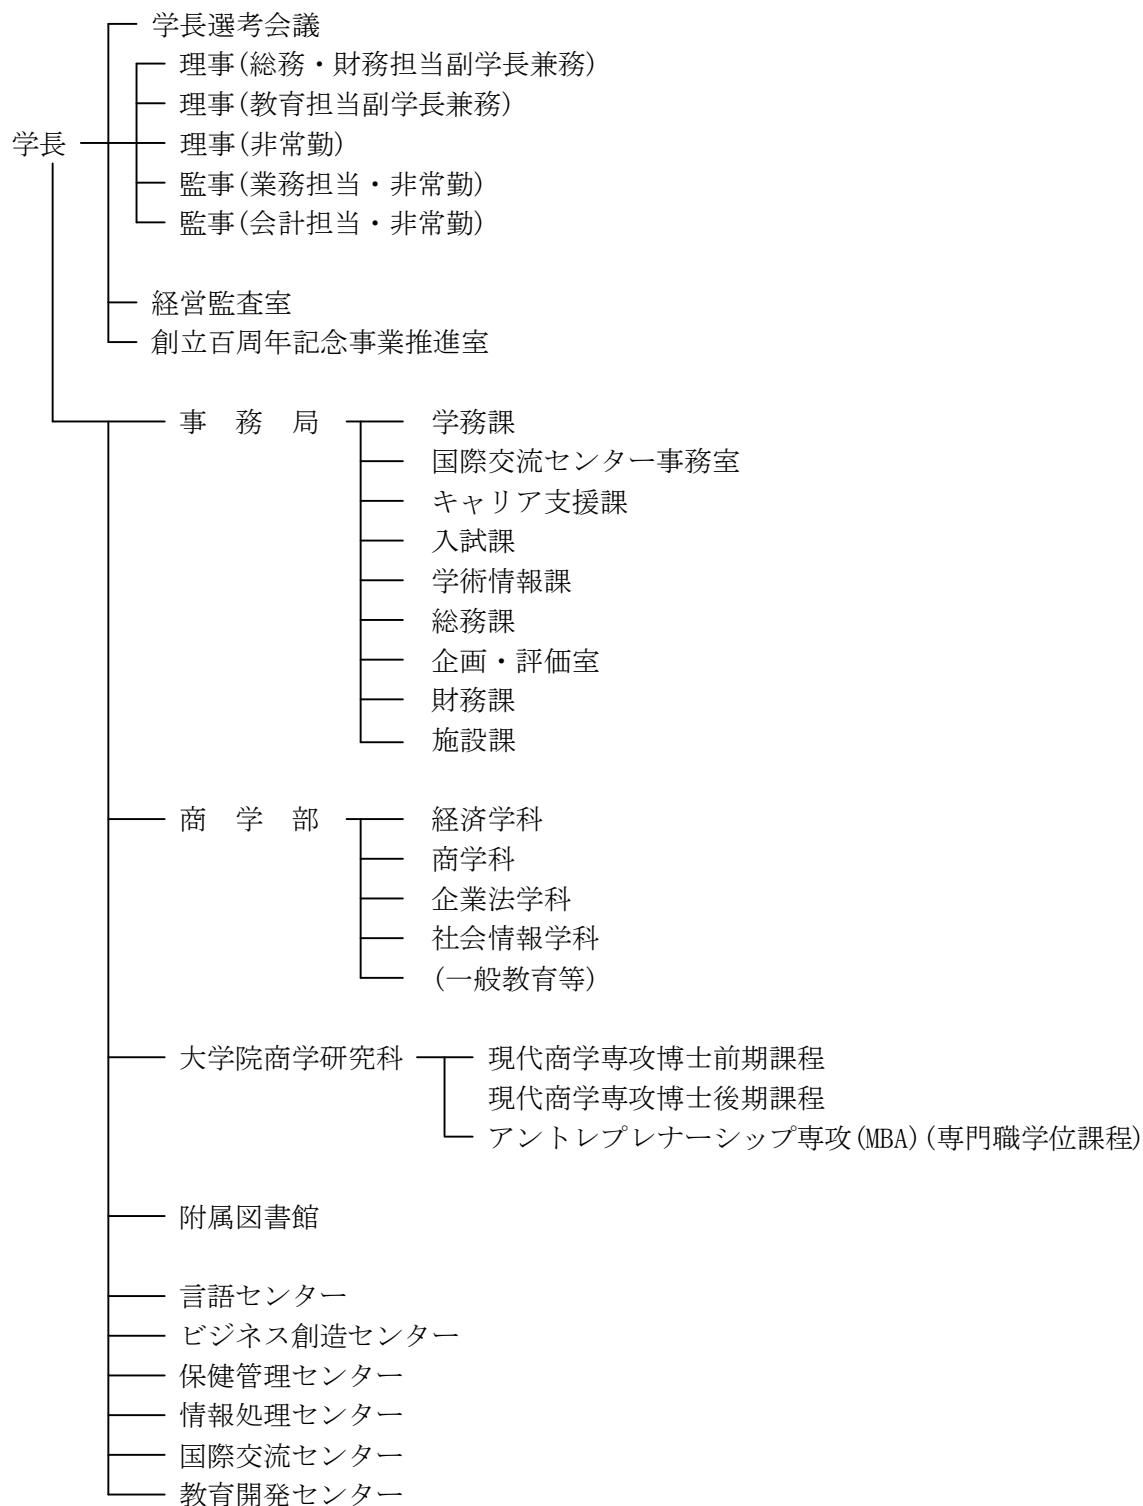 学長選考会議
理事(総務・財務担当副学長兼務)
理事(教育担当副学長兼務)
学長 理事(非常勤)
監事(業務担当・非常勤)
監事(会計担当・非常勤)
経営監査室
創立百周年記念事業推進室
事 務 局 学務課
国際交流センター事務室
キャリア支援課
入試課
学術情報課
総務課
企画・評価室
財務課
施設課
商 学 部 経済学科
商学科
企業法学科
社会情報学科
(一般教育等)
大学院商学研究科 現代商学専攻博士前期課程
現代商学専攻博士後期課程
アントレプレナーシップ専攻(MBA)(専門職学位課程)
附属図書館
言語センター
ビジネス創造センター
保健管理センター
情報処理センター
国際交流センター
教育開発センター